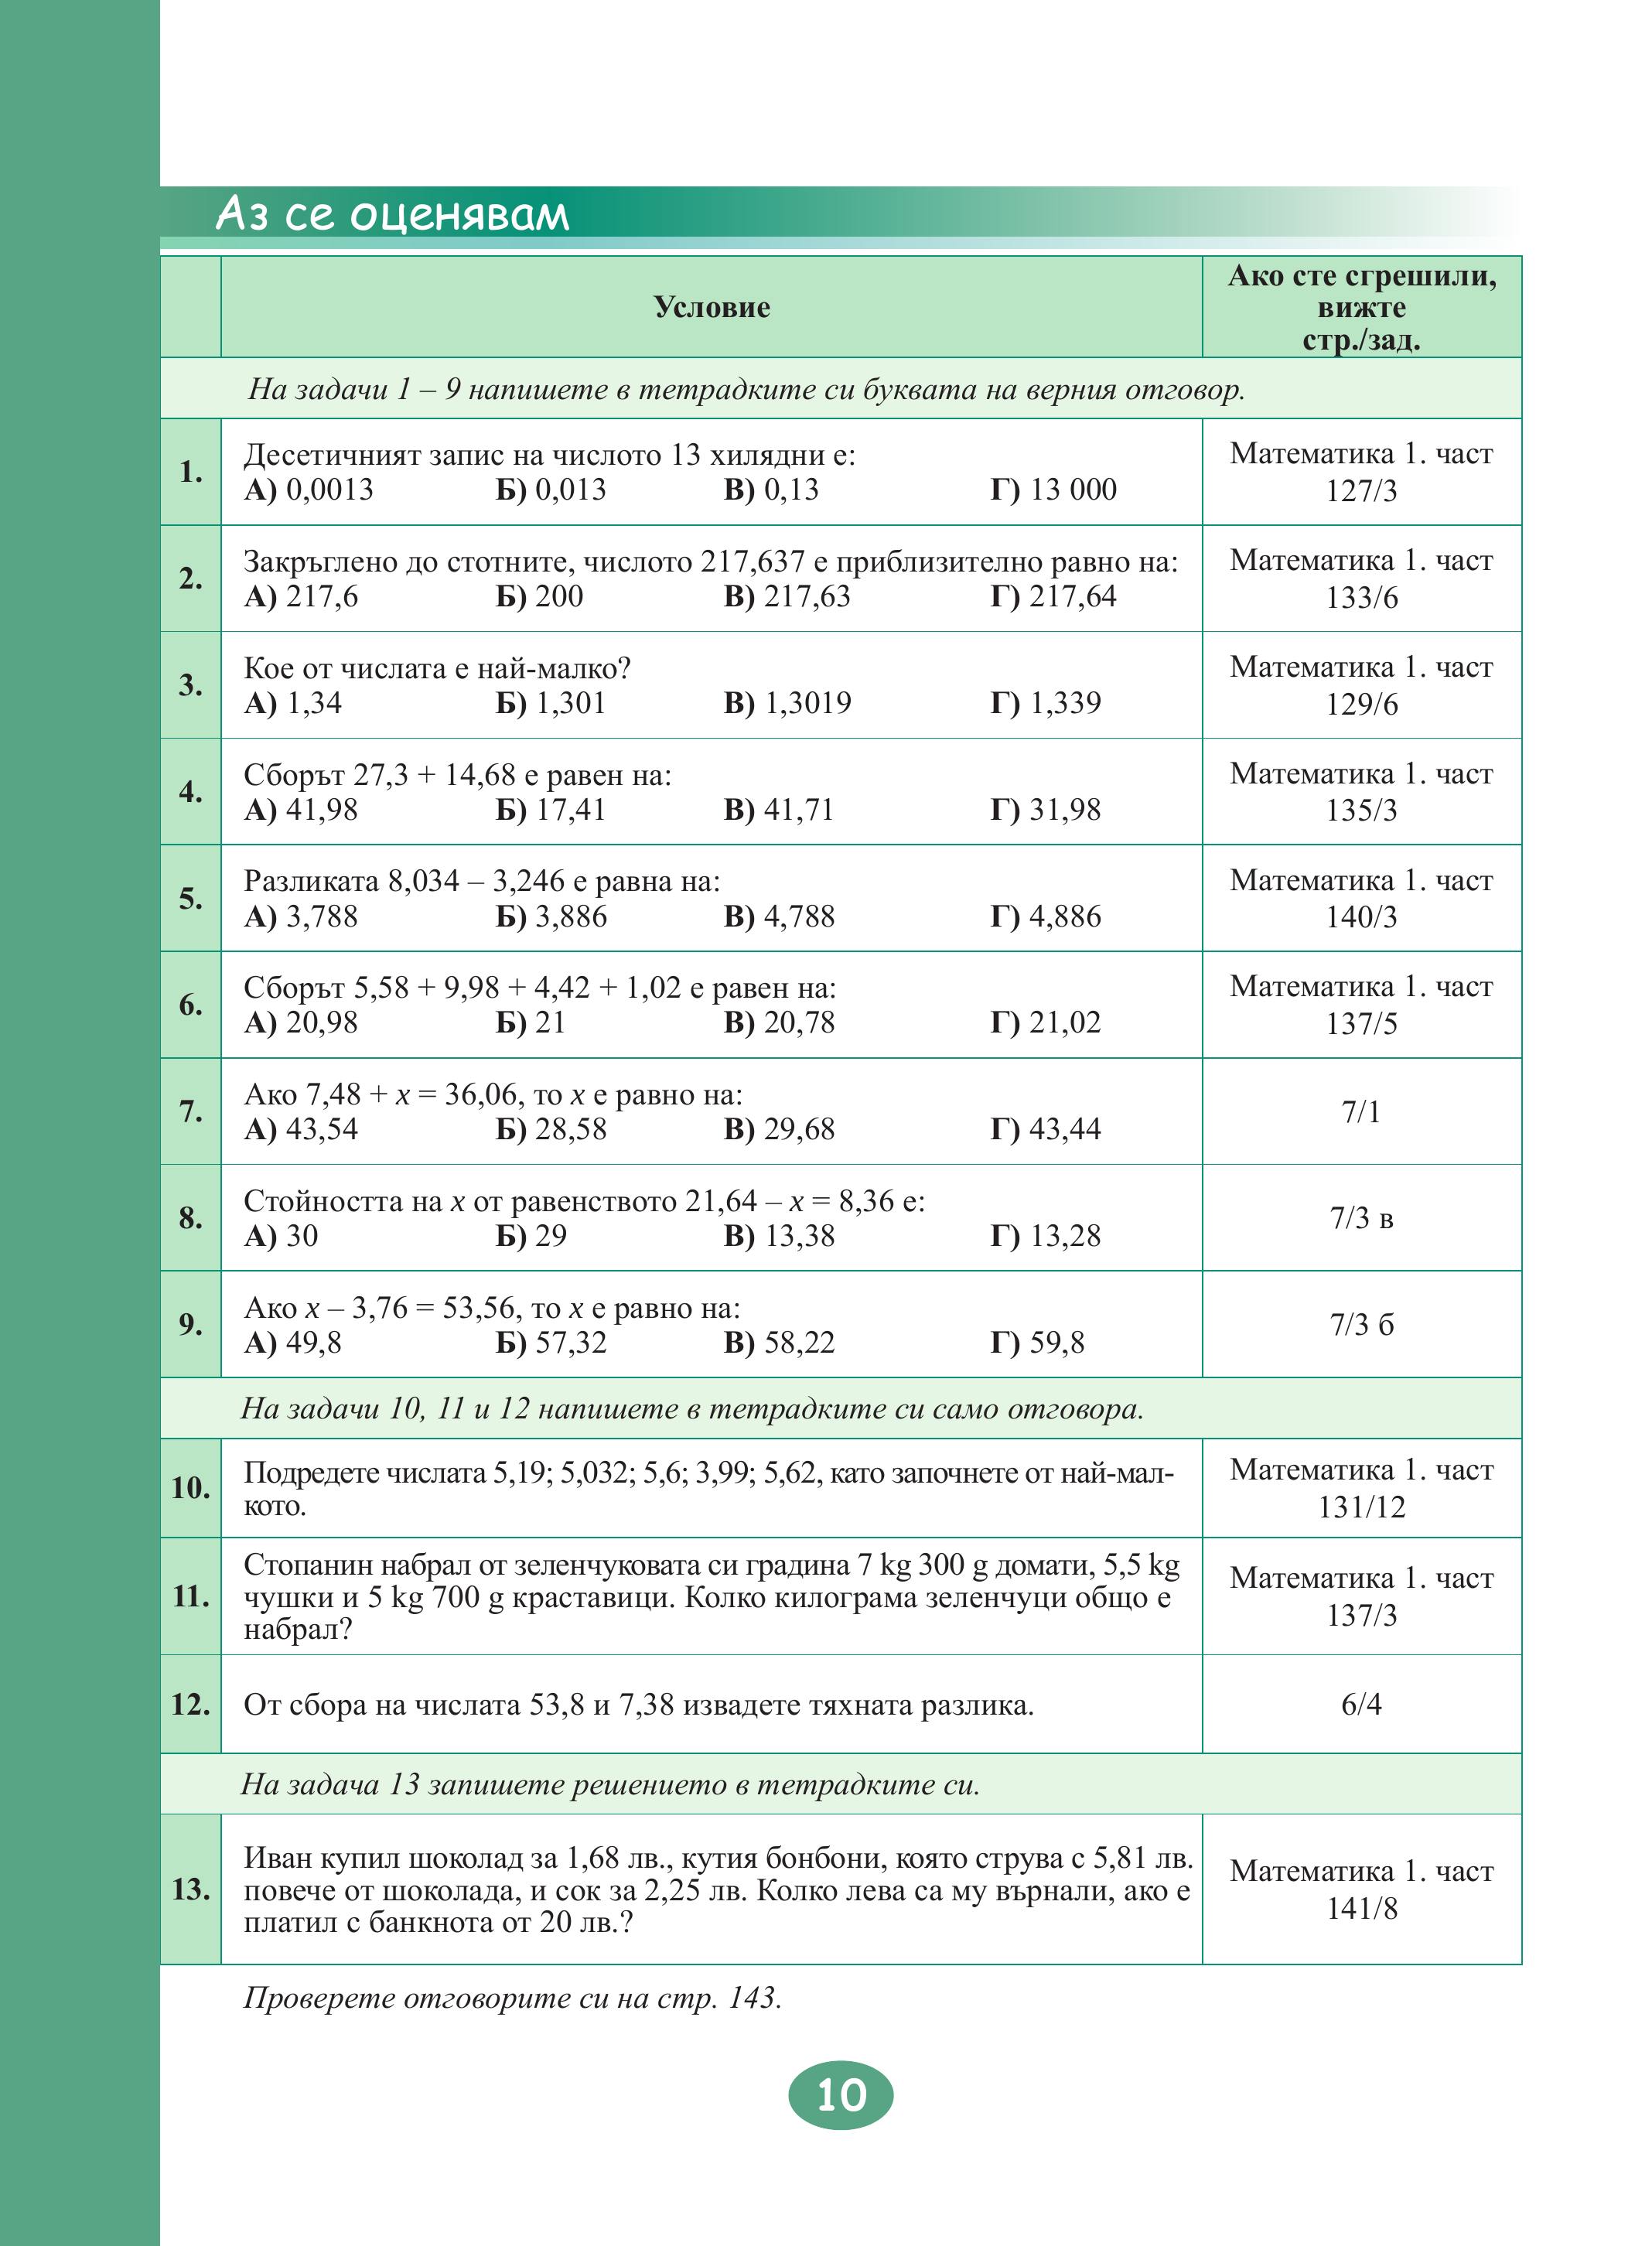 Аз се оценявам
Условие
Ако сте сгрешили,
вижте
стр./зад.
На задачи 1 – 9 напишете в тетрадките си буквата на верния отговор.
1.
Десетичният запис на числото 13 хилядни е:
А) 0,0013 Б) 0,013 В) 0,13 Г) 13 000
Математика 1. част
127/3
2.
Закръглено до стотните, числото 217,637 е приблизително равно на:
А) 217,6 Б) 200 В) 217,63 Г) 217,64
Математика 1. част
133/6
3.
Кое от числата е най-малко?
А) 1,34 Б) 1,301 В) 1,3019 Г) 1,339
Математика 1. част
129/6
4.
Сборът 27,3 + 14,68 е равен на:
А) 41,98 Б) 17,41 В) 41,71 Г) 31,98
Математика 1. част
135/3
5.
Разликата 8,034 – 3,246 е равна на:
А) 3,788 Б) 3,886 В) 4,788 Г) 4,886
Математика 1. част
140/3
6.
Сборът 5,58 + 9,98 + 4,42 + 1,02 е равен на:
А) 20,98 Б) 21 В) 20,78 Г) 21,02
Математика 1. част
137/5
7.
Ако 7,48 + x = 36,06, то x е равно на:
А) 43,54 Б) 28,58 В) 29,68 Г) 43,44
7/1
8.
Стойността на x от равенството 21,64 – x = 8,36 е:
А) 30 Б) 29 В) 13,38 Г) 13,28
7/3 в
9.
Ако x – 3,76 = 53,56, то x е равно на:
А) 49,8 Б) 57,32 В) 58,22 Г) 59,8
7/3 б
На задачи 10, 11 и 12 напишете в тетрадките си само отговора.
10.
Подредете числата 5,19; 5,032; 5,6; 3,99; 5,62, като започнете от най-мал-
кото.
Математика 1. част
131/12
11.
Стопанин набрал от зеленчуковата си градина 7 kg 300 g домати, 5,5 kg
чушки и 5 kg 700 g краставици. Колко килограма зеленчуци общо е
набрал?
Математика 1. част
137/3
12.
От сбора на числата 53,8 и 7,38 извадете тяхната разлика.
6/4
На задача 13 запишете решението в тетрадките си.
13.
Иван купил шоколад за 1,68 лв., кутия бонбони, която струва с 5,81 лв.
повече от шоколада, и сок за 2,25 лв. Колко лева са му върнали, ако е
платил с банкнота от 20 лв.?
Математика 1. част
141/8
Проверете отговорите си на стр. 143.
10